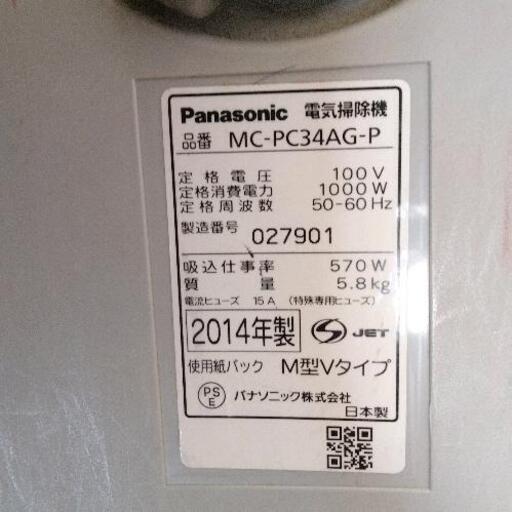 Panasonic 電気掃除機
品番 MC-PC34AG-P
定格電圧 100V
定格消費電力 1000W
定格周波数 50-60Hz
製造番号 027901
吸込仕事率 570W
質量 5.8kg
電流ヒューズ 15A (特殊専用ヒューズ)
2014年製 S JET
使用紙パック M型Vタイプ
PS E パナソニック株式会社
日本製